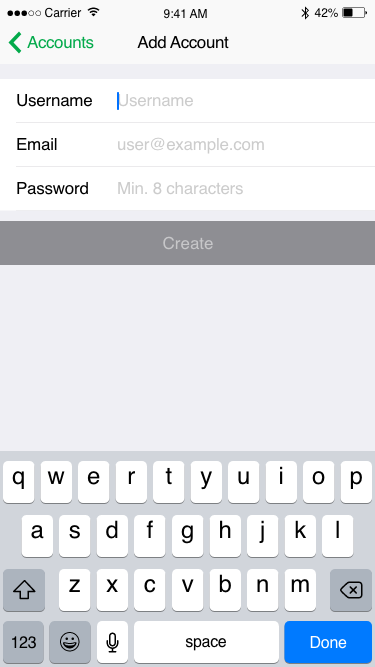 Carrier 9:41 AM 42%
Accounts Add Account
Username Username
Email user@example.com
Password Min. 8 characters
Create
q w e r t y u i o p
a s d f g h j k l
z x c v b n m
123 space Done